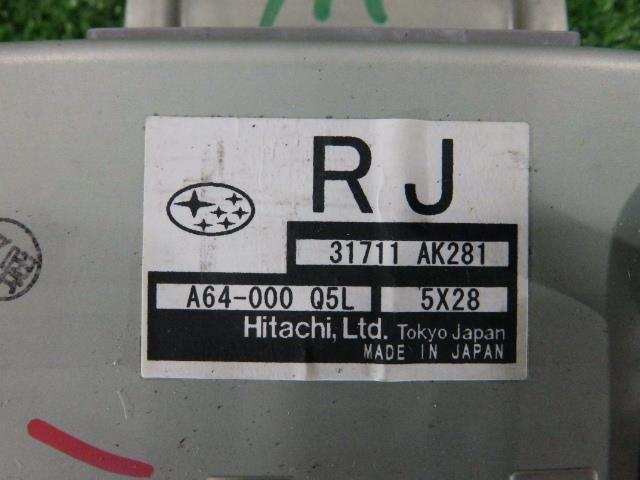 RJ
31711 AK281
A64-000 Q5L 5X28
Hitachi, Ltd. Tokyo Japan
MADE IN JAPAN